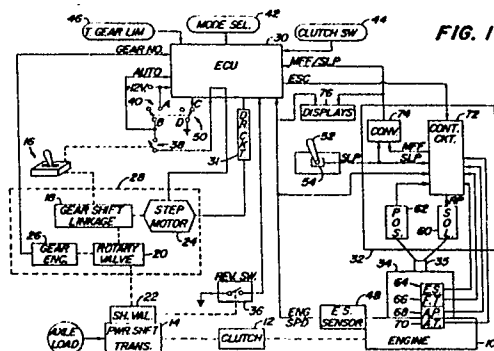 46
T. GEAR LIM
MODE SEL.
42
44
CLUTCH SW
FIG. 1
30
GEAR NO.
ECU
MFF/SLP
ESC
AUTO
12V
40
A
C
B
D
50
38
DR CKT
31
76
DISPLAYS
74
CONV
72
CONT. CKT.
MFF
SLP
52
54
SLP
16
28
18
GEAR SHIFT LINKAGE
STEP MOTOR
24
26
GEAR ENC.
ROTARY VALVE
20
POS
62
SOL
60
32
34
35
REV. SW.
36
22
AXLE LOAD
SH. VAL.
PWR SHFT TRANS.
14
CLUTCH
12
ENG SPD
E.S. SENSOR
48
64
E.S.
66
F.T.
68
A.P.
70
A.T.
ENGINE
10